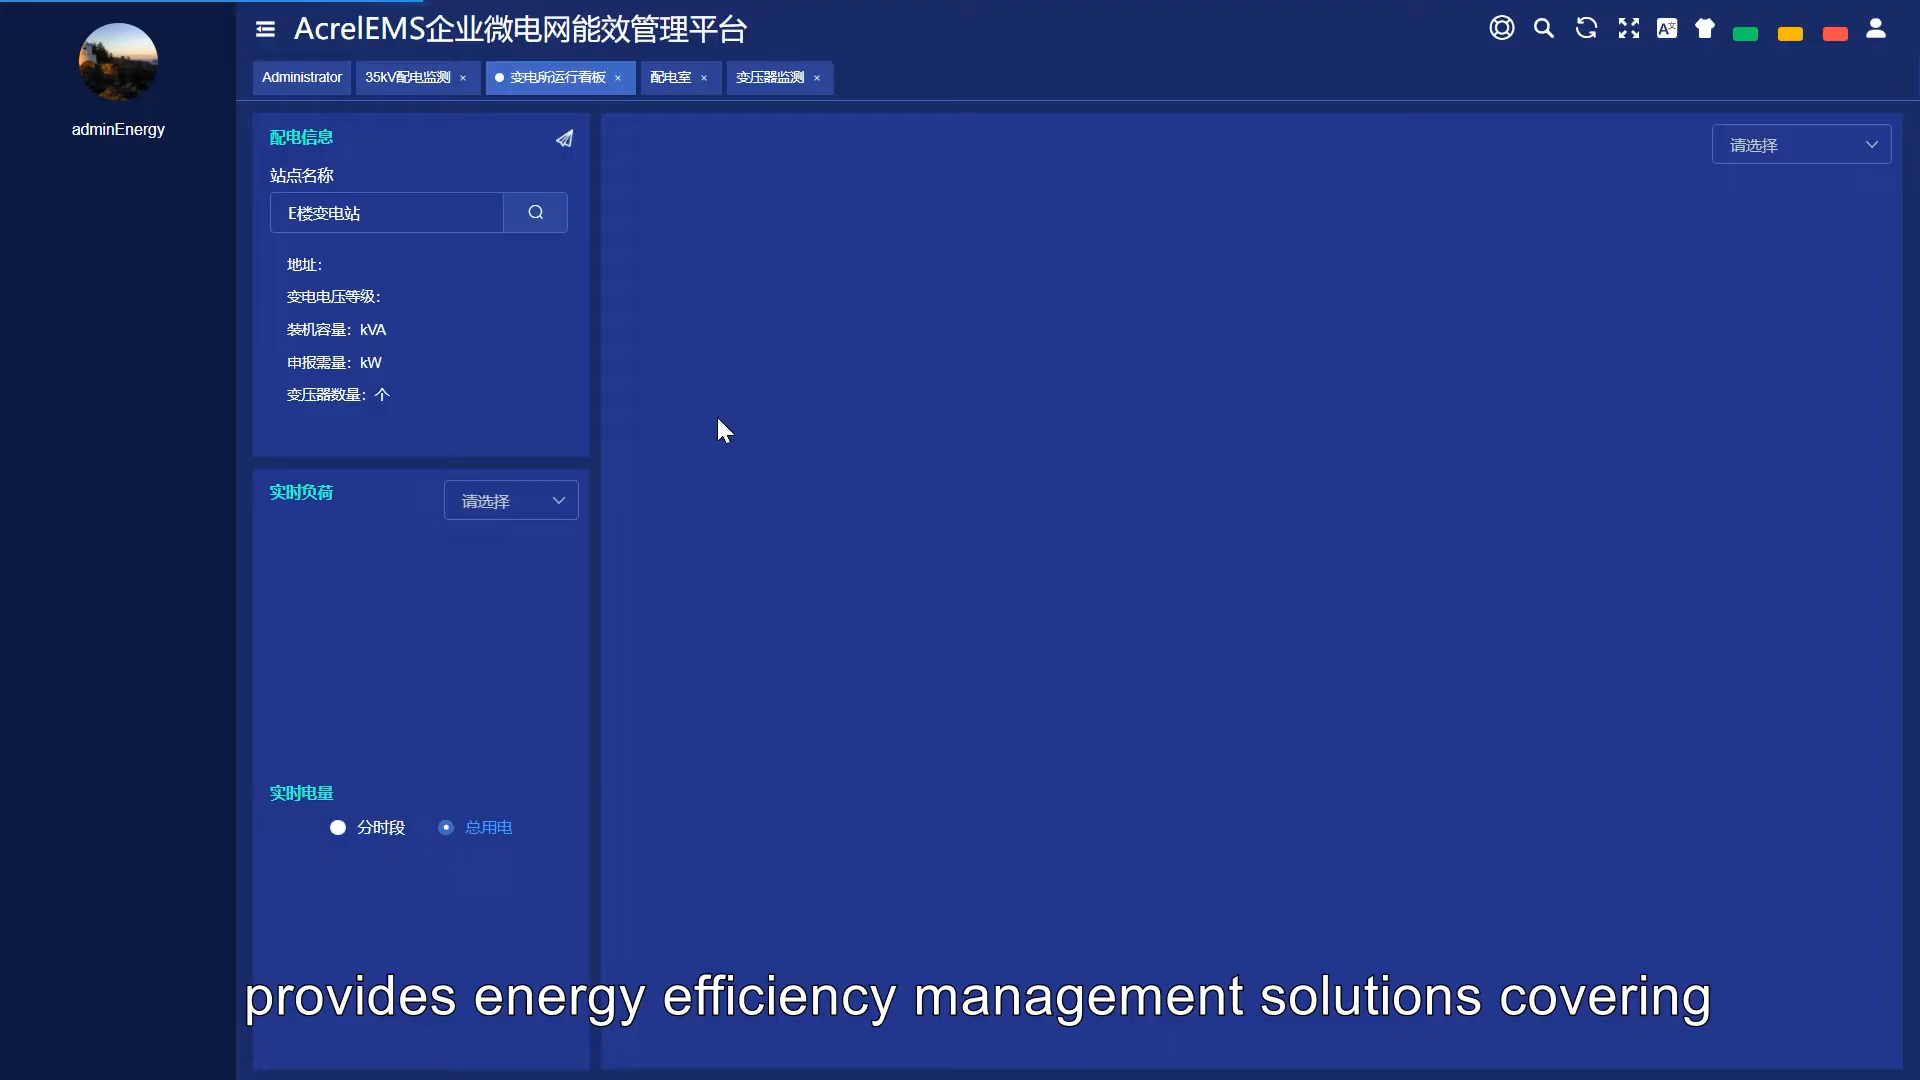 AcrelEMS企业微电网能效管理平台
Administrator
35kV配电监测 ×
变电所运行看板 ×
配电室 ×
变压器监测 ×
adminEnergy
配电信息
站点名称
E楼变电站
地址：
变电电压等级：
装机容量：kVA
申报需量：kW
变压器数量：个
请选择
实时负荷
请选择
实时电量
分时段
总用电
provides energy efficiency management solutions covering